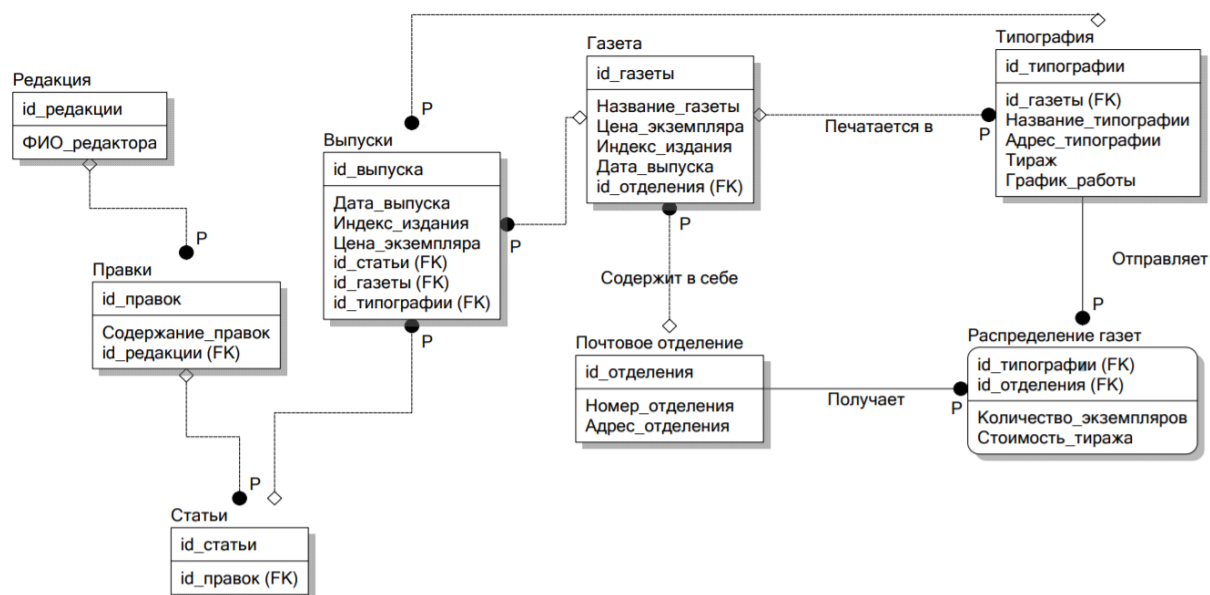 Редакция
id_редакции
ФИО_редактора
P
Правки
id_правок
Содержание_правок
id_редакции (FK)
P
Статьи
id_статьи
id_правок (FK)
P
Выпуски
id_выпуска
Дата_выпуска
Индекс_издания
Цена_экземпляра
id_статьи (FK)
id_газеты (FK)
id_типографии (FK)
P
P
Газета
id_газеты
Название_газеты
Цена_экземпляра
Индекс_издания
Дата_выпуска
id_отделения (FK)
P
Содержит в себе
Почтовое отделение
id_отделения
Номер_отделения
Адрес_отделения
Печатается в
P
Типография
id_типографии
id_газеты (FK)
Название_типографии
Адрес_типографии
Тираж
График_работы
Отправляет
P
Получает
P
Распределение газет
id_типографии (FK)
id_отделения (FK)
Количество_экземпляров
Стоимость_тиража